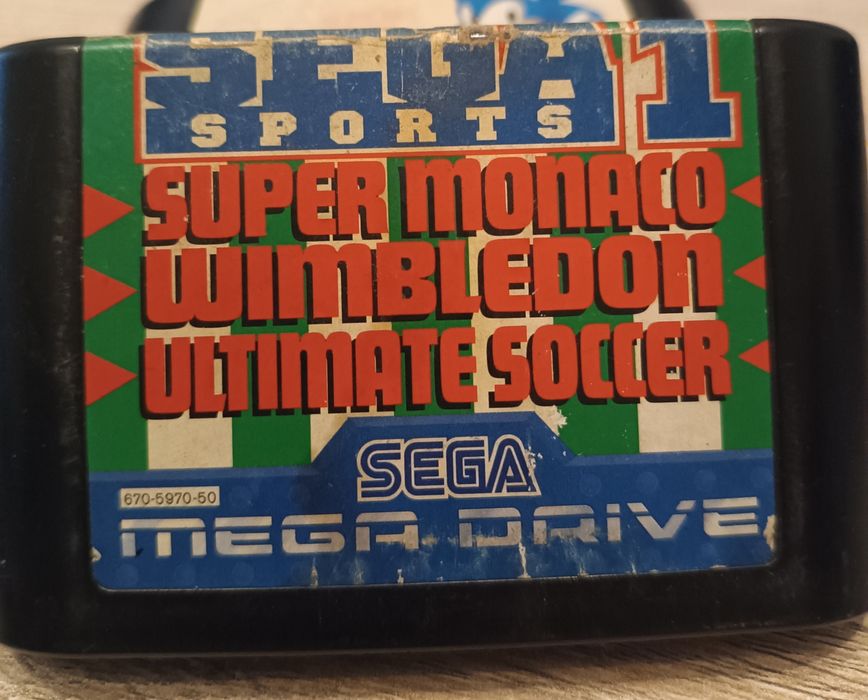 SEGA 1
SPORTS
SUPER MONACO
WIMBLEDON
ULTIMATE SOCCER
SEGA
670-5970-50
MEGA DRIVE